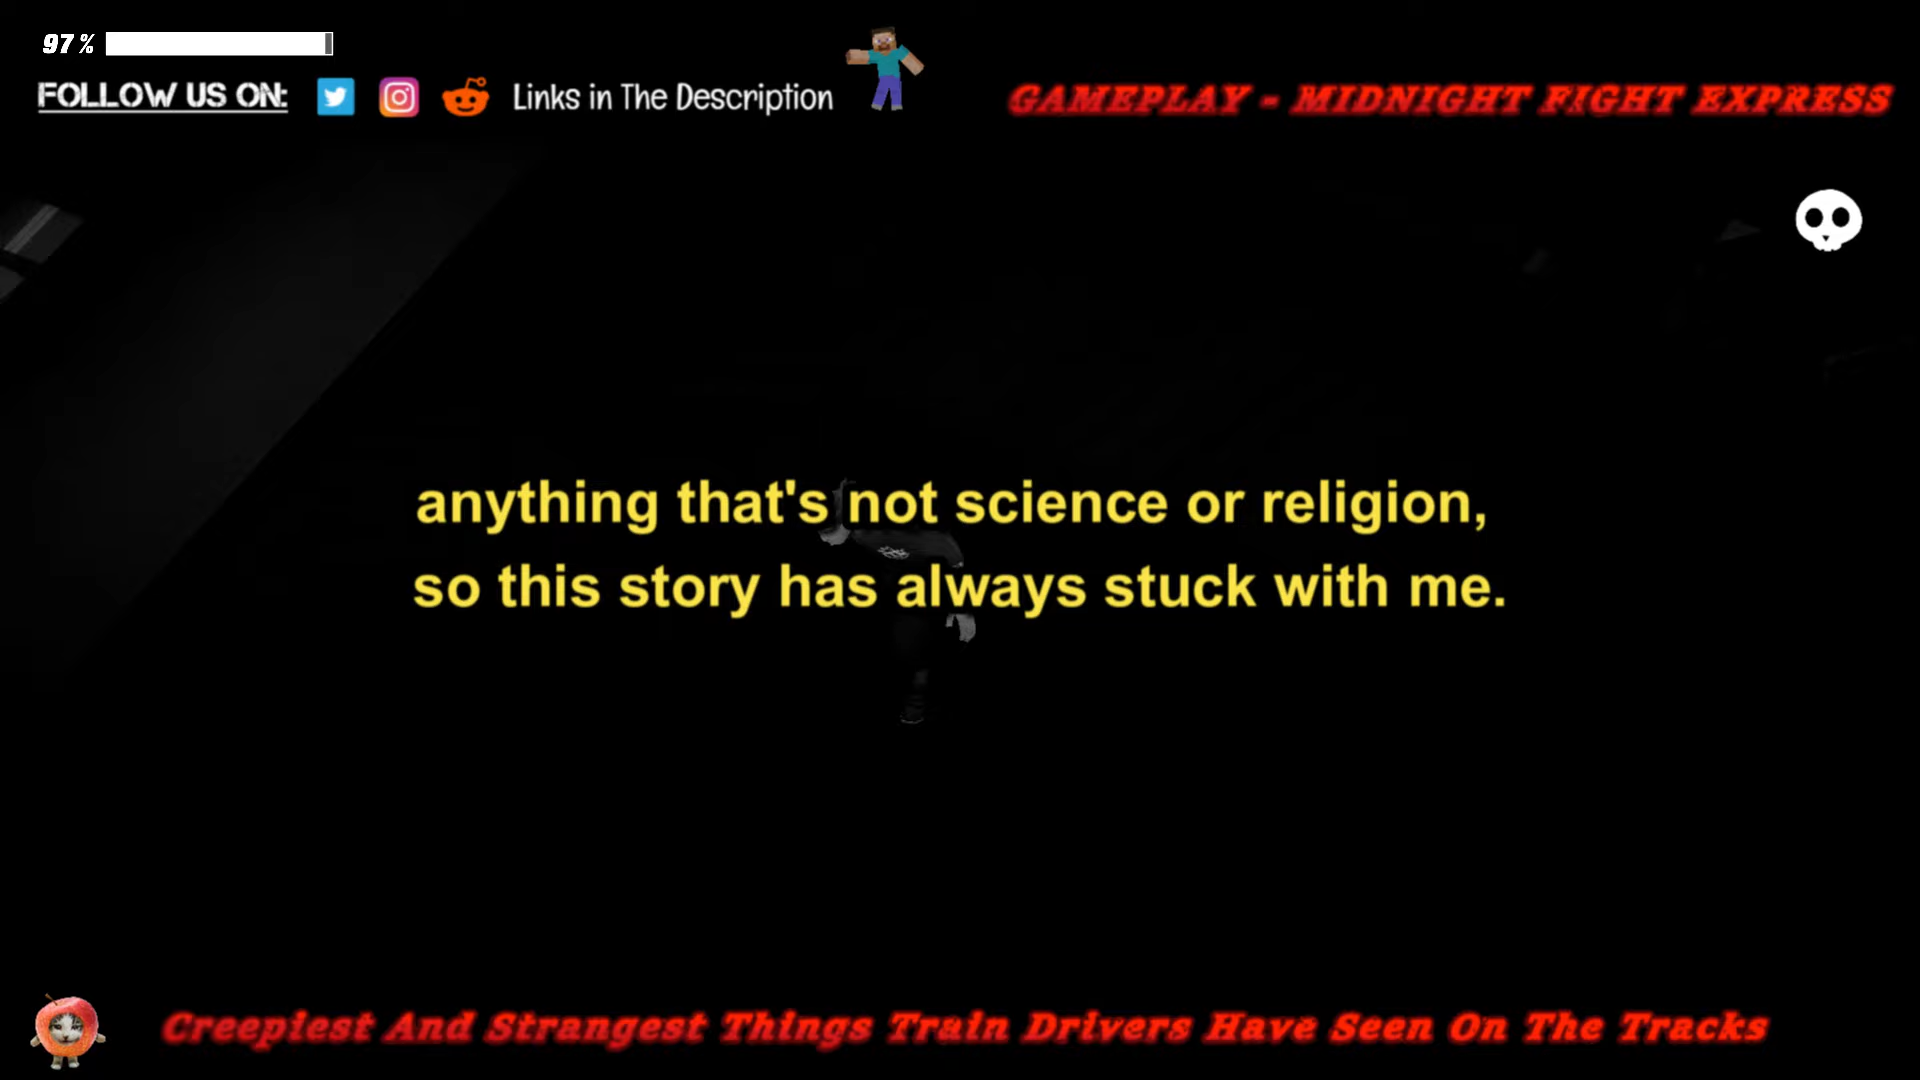 97%
FOLLOW US ON:
Links in The Description
GAMEPLAY - MIDNIGHT FIGHT EXPRESS
anything that's not science or religion,
so this story has always stuck with me.
Creepiest And Strangest Things Train Drivers Have Seen On The Tracks